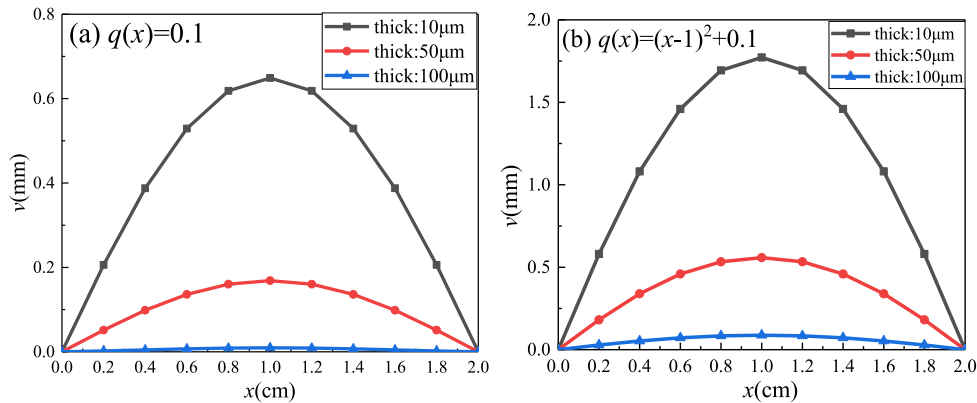 (a) q(x)=0.1
thick:10μm
thick:50μm
thick:100μm
0.8
0.6
0.4
0.2
0.0
v(mm)
0.0 0.2 0.4 0.6 0.8 1.0 1.2 1.4 1.6 1.8 2.0
x(cm)
(b) q(x)=(x-1)²+0.1
thick:10μm
thick:50μm
thick:100μm
2.0
1.5
1.0
0.5
0.0
v(mm)
0.0 0.2 0.4 0.6 0.8 1.0 1.2 1.4 1.6 1.8 2.0
x(cm)